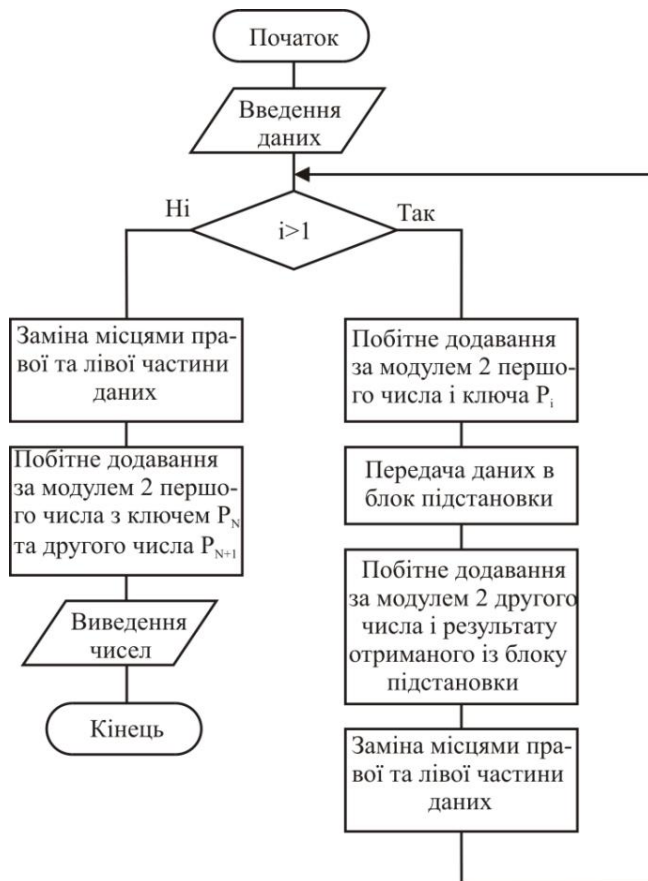 Початок
Введення
даних
Ні
Так
i>1
Заміна місцями пра-
вої та лівої частини
даних
Побітне додавання
за модулем 2 першо-
го числа з ключем P_N
та другого числа P_N+1
Виведення
чисел
Кінець
Побітне додавання
за модулем 2 першо-
го числа і ключа P_i
Передача даних в
блок підстановки
Побітне додавання
за модулем 2 другого
числа і результату
отриманого із блоку
підстановки
Заміна місцями пра-
вої та лівої частини
даних